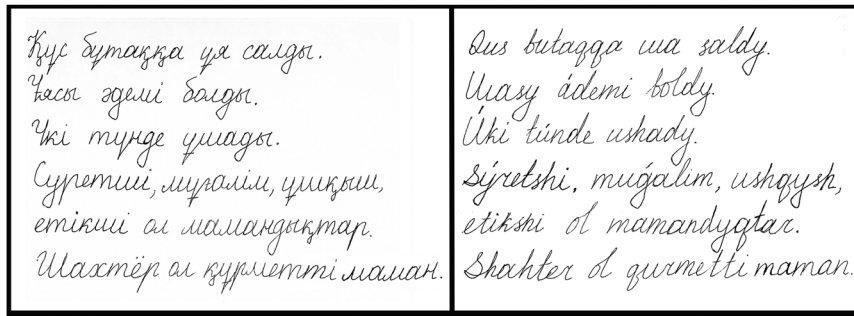 Құс бұтаққа ұя салды.
Ұясы әдемі болды.
Үкі түнде ұшады.
Суретші, мұғалім, ұшқыш,
етікші ол мамандықтар.
Шахтёр ол құрметті маман.
Qus butaqqa uıa saldy.
Uıasy ádemi boldy.
Úki túnde ushady.
Sýretshi, muǵalim, ushqysh,
etikshi ol mamandyqtar.
Shahter ol qurmetti maman.